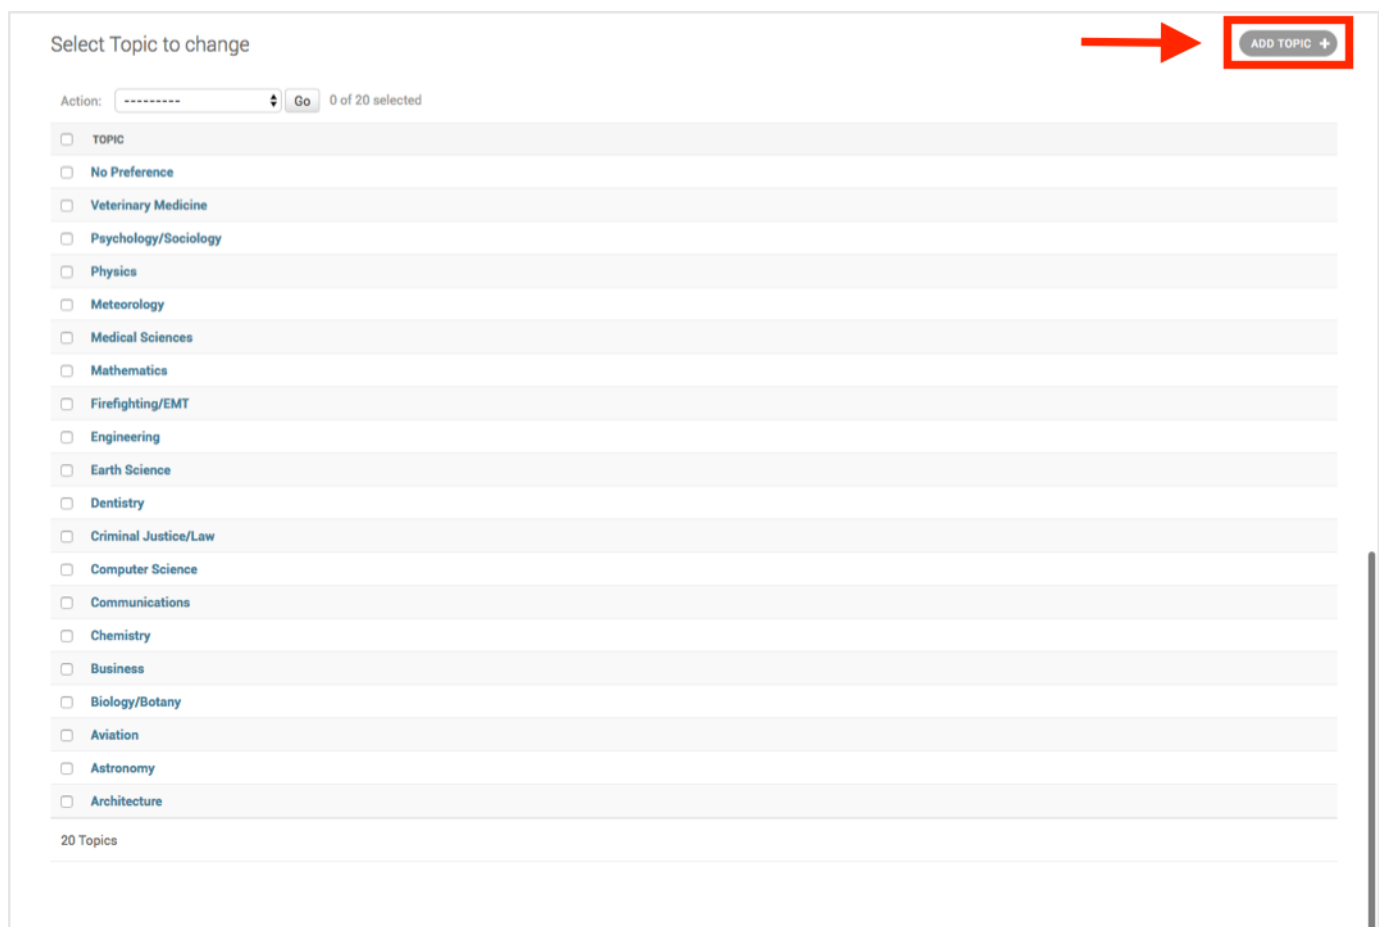 Select Topic to change
ADD TOPIC +
Action: --------- Go 0 of 20 selected
TOPIC
No Preference
Veterinary Medicine
Psychology/Sociology
Physics
Meteorology
Medical Sciences
Mathematics
Firefighting/EMT
Engineering
Earth Science
Dentistry
Criminal Justice/Law
Computer Science
Communications
Chemistry
Business
Biology/Botany
Aviation
Astronomy
Architecture
20 Topics